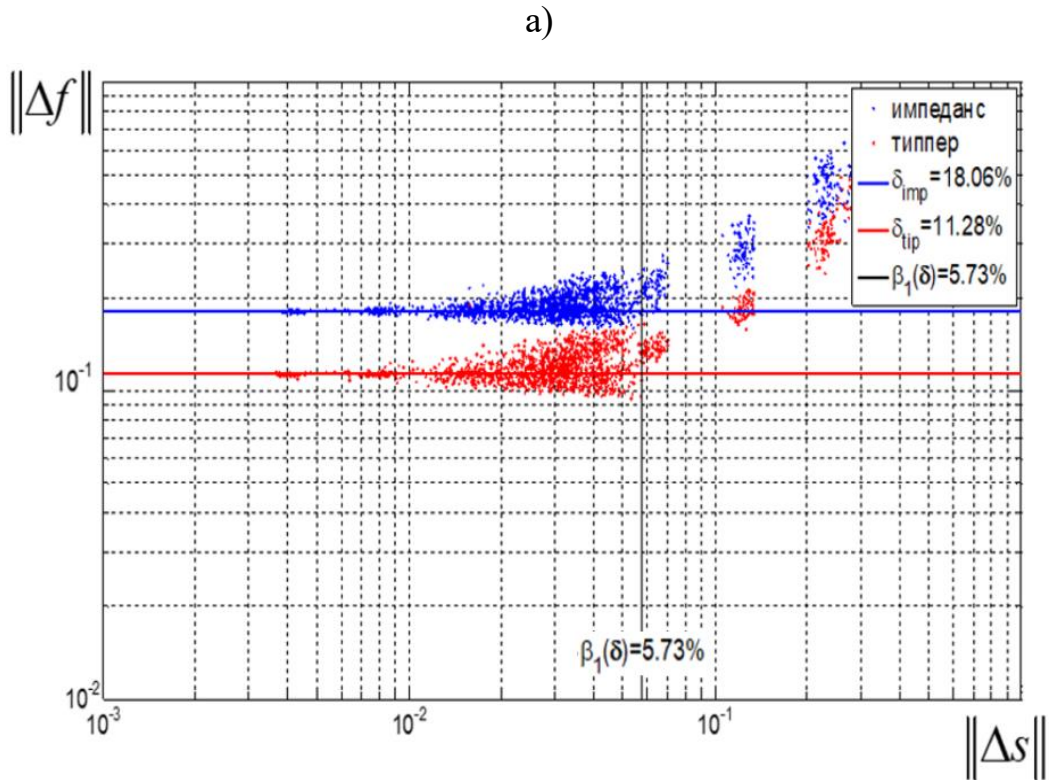 a)
‖Δf‖
импеданс
типпер
δimp=18.06%
δtip=11.28%
β1(δ)=5.73%
10-1
β1(δ)=5.73%
10-2
10-3
10-2
10-1
‖Δs‖